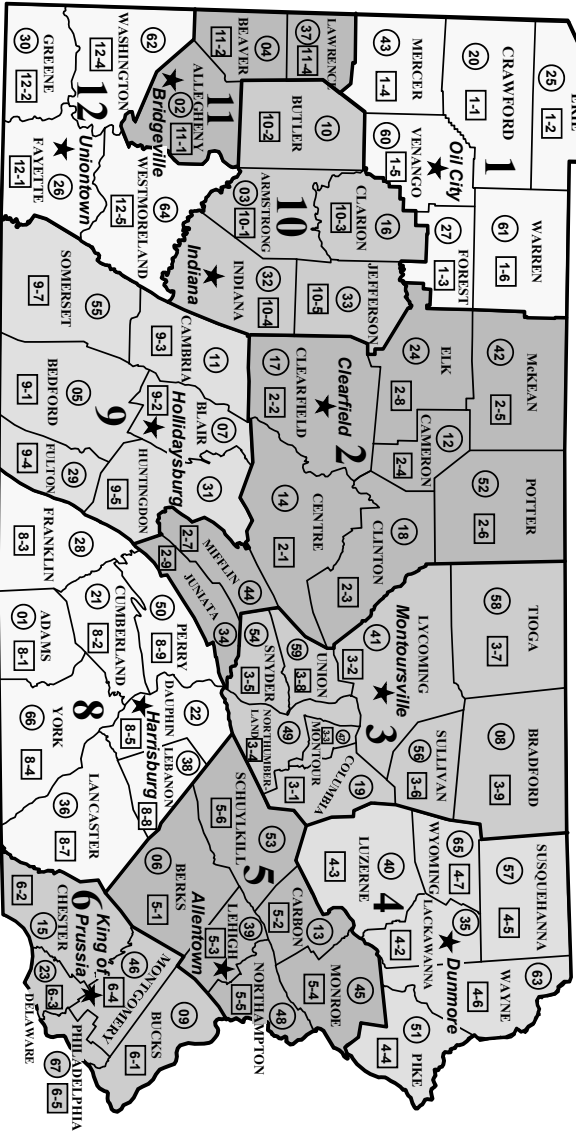 ERIE
25
1-2
CRAWFORD
20
1-1
MERCER
43
1-4
VENANGO
60
1-5
Oil City
1
WARREN
61
1-6
FOREST
27
1-3
LAWRENCE
37
11-4
BEAVER
04
11-2
ALLEGHENY
02
11-1
Bridgeville
11
BUTLER
10
10-2
CLARION
16
10-3
ARMSTRONG
03
10-1
10
JEFFERSON
33
10-5
INDIANA
32
10-4
Indiana
WASHINGTON
62
12-4
12
GREENE
30
12-2
FAYETTE
26
12-1
Uniontown
WESTMORELAND
64
12-5
McKEAN
42
2-5
ELK
24
2-8
CAMERON
12
2-4
POTTER
52
2-6
Clearfield
CLEARFIELD
17
2-2
2
CENTRE
14
2-1
CLINTON
18
2-3
MIFFLIN
44
2-7
JUNIATA
34
2-9
SOMERSET
55
9-7
CAMBRIA
11
9-3
BLAIR
07
9-2
Hollidaysburg
9
BEDFORD
05
9-1
FULTON
29
9-4
HUNTINGDON
31
9-5
TIOGA
58
3-7
BRADFORD
08
3-9
LYCOMING
41
3-2
Montoursville
3
SULLIVAN
56
3-6
UNION
59
3-8
SNYDER
54
3-5
MONTOUR
47
3-3
NORTHUMBER-
LAND
49
3-4
COLUMBIA
19
3-1
FRANKLIN
28
8-3
ADAMS
01
8-1
CUMBERLAND
21
8-2
PERRY
50
8-9
DAUPHIN
22
8-5
Harrisburg
8
YORK
66
8-4
LEBANON
38
8-8
LANCASTER
36
8-7
SUSQUEHANNA
57
4-5
WYOMING
65
4-7
LACKAWANNA
35
4-2
Dunmore
WAYNE
63
4-6
PIKE
51
4-4
LUZERNE
40
4-3
4
SCHUYLKILL
53
5-6
5
CARBON
13
5-2
MONROE
45
5-4
LEHIGH
39
5-3
Allentown
NORTHAMPTON
48
5-5
BERKS
06
5-1
6
King of
Prussia
CHESTER
15
6-2
MONTGOMERY
46
6-4
BUCKS
09
6-1
DELAWARE
23
6-3
PHILADELPHIA
67
6-5